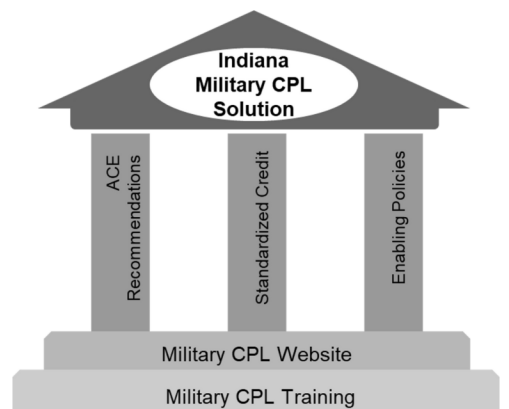 Indiana
Military CPL
Solution
ACE
Recommendations
Standardized Credit
Enabling Policies
Military CPL Website
Military CPL Training